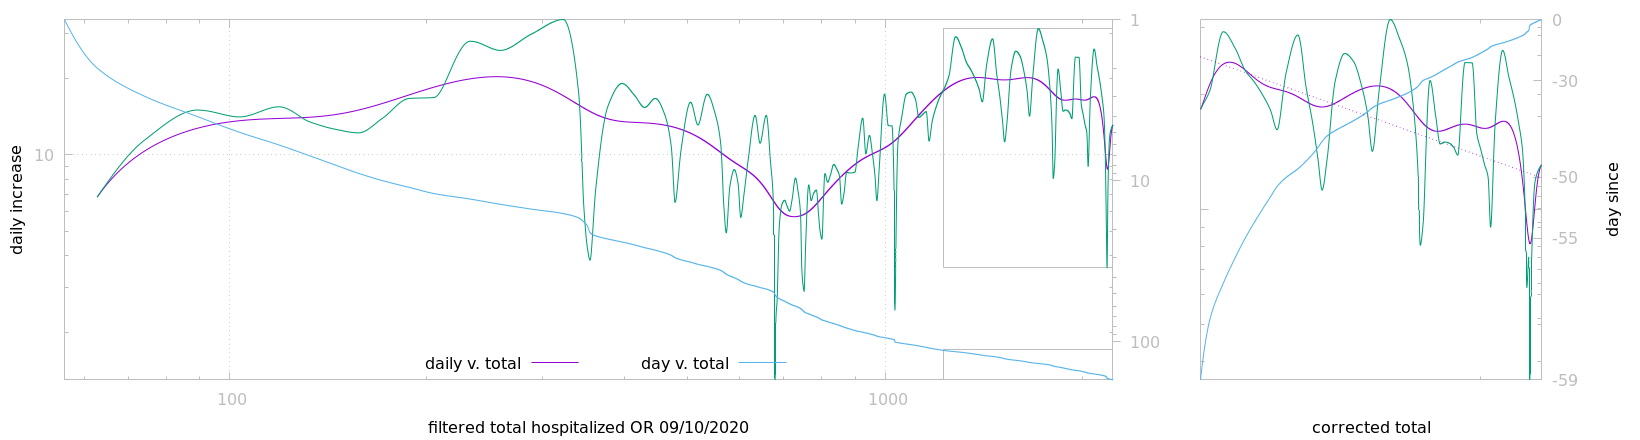 1
0
-30
10
10
-50
-55
100
-59
daily v. total
day v. total
100
1000
daily increase
day since
filtered total hospitalized OR 09/10/2020
corrected total